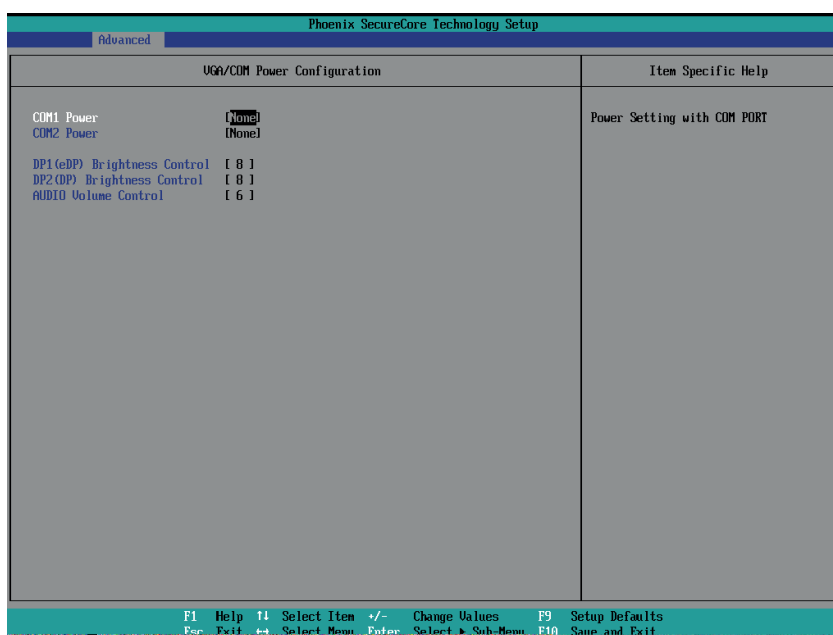 Phoenix SecureCore Technology Setup
Advanced
VGA/COM Power Configuration
Item Specific Help
COM1 Power [None]
COM2 Power [None]
DP1(eDP) Brightness Control [ 8 ]
DP2(DP) Brightness Control [ 8 ]
AUDIO Volume Control [ 6 ]
Power Setting with COM PORT
F1 Help ↑↓ Select Item +/- Change Values F9 Setup Defaults
Esc Exit ↔ Select Menu Enter Select ▶ Sub-Menu F10 Save and Exit